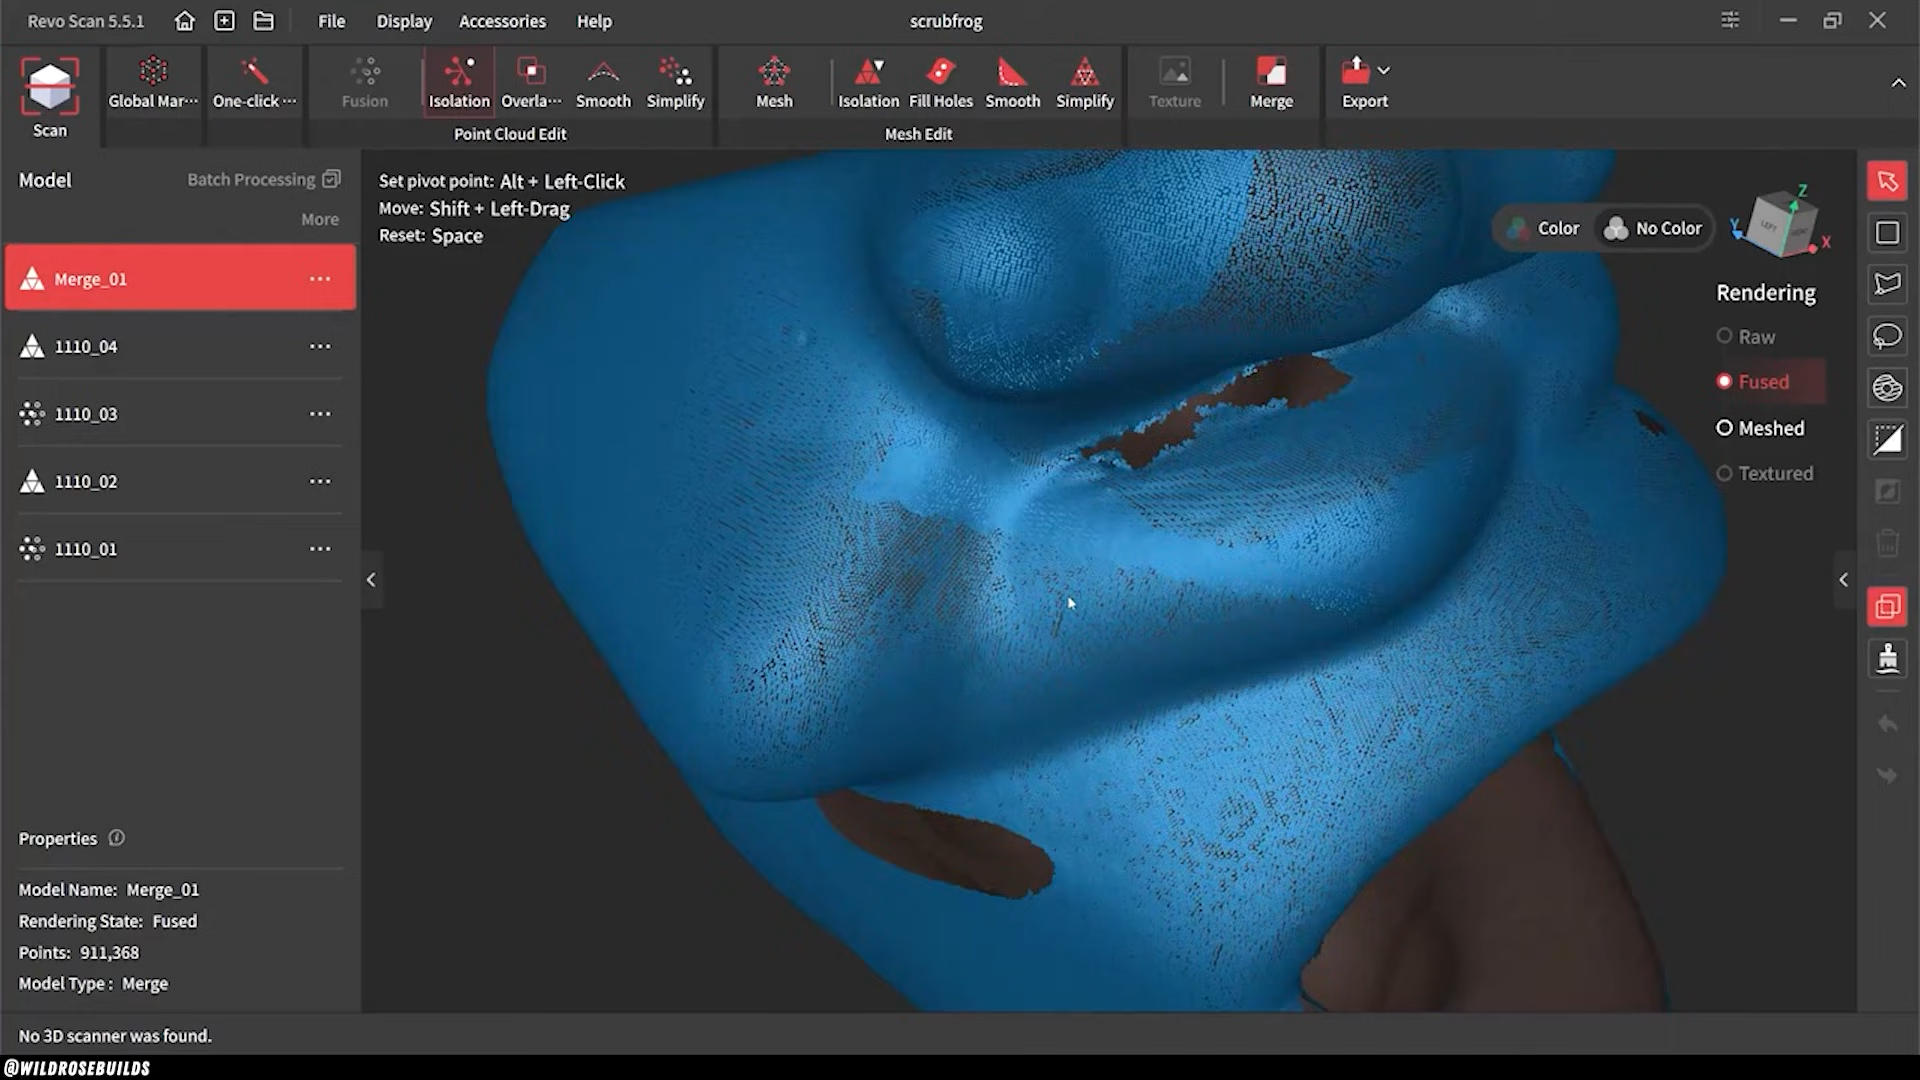 Revo Scan 5.5.1
File
Display
Accessories
Help
scrubfrog
Scan
Global Mar···
One-click ···
Fusion
Isolation
Overla···
Smooth
Simplify
Point Cloud Edit
Mesh
Isolation
Fill Holes
Smooth
Simplify
Mesh Edit
Texture
Merge
Export
Model
Batch Processing
More
Merge_01
1110_04
1110_03
1110_02
1110_01
Set pivot point: Alt + Left-Click
Move: Shift + Left-Drag
Reset: Space
Color
No Color
Z
Y
X
LEFT
Rendering
Raw
Fused
Meshed
Textured
Properties
Model Name: Merge_01
Rendering State: Fused
Points: 911,368
Model Type : Merge
No 3D scanner was found.
@WILDROSEBUILDS